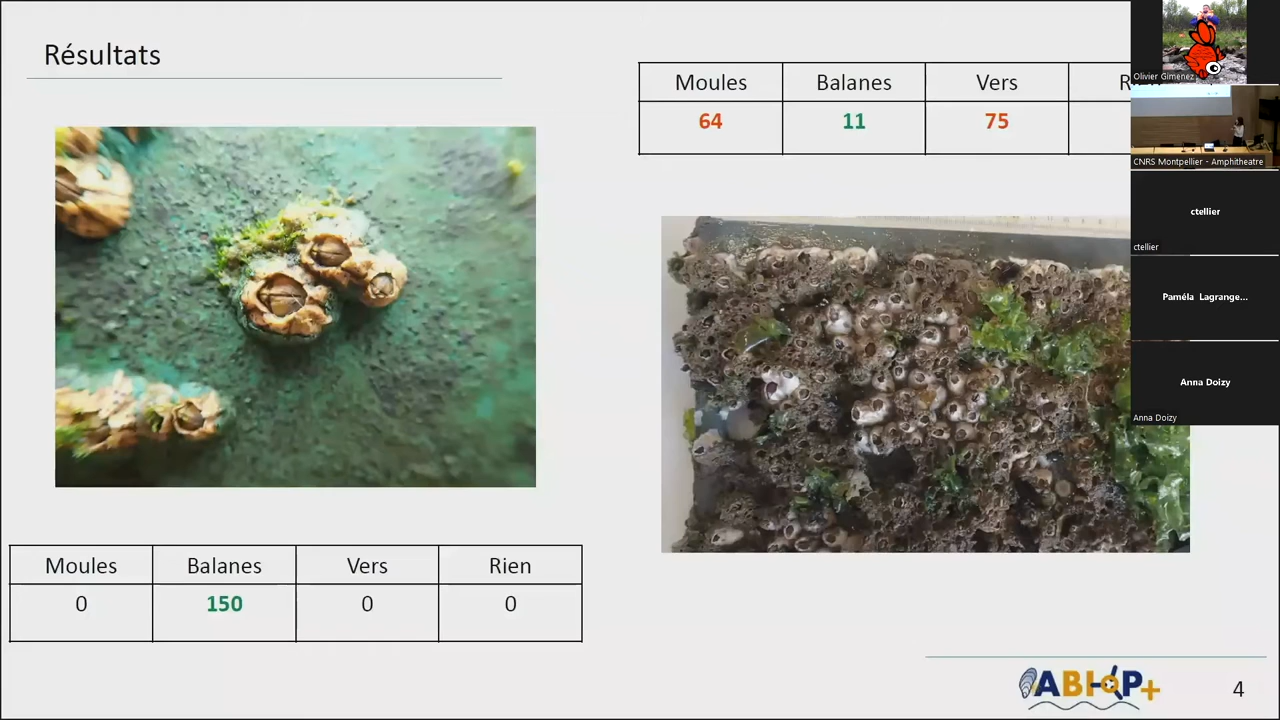 Résultats
Moules Balanes Vers
64 11 75
Moules Balanes Vers Rien
0 150 0 0
ABIOP+
4
Olivier Gimenez
CNRS Montpellier - Amphitheatre
ctellier
ctellier
Paméla Lagrange...
Anna Doizy
Anna Doizy